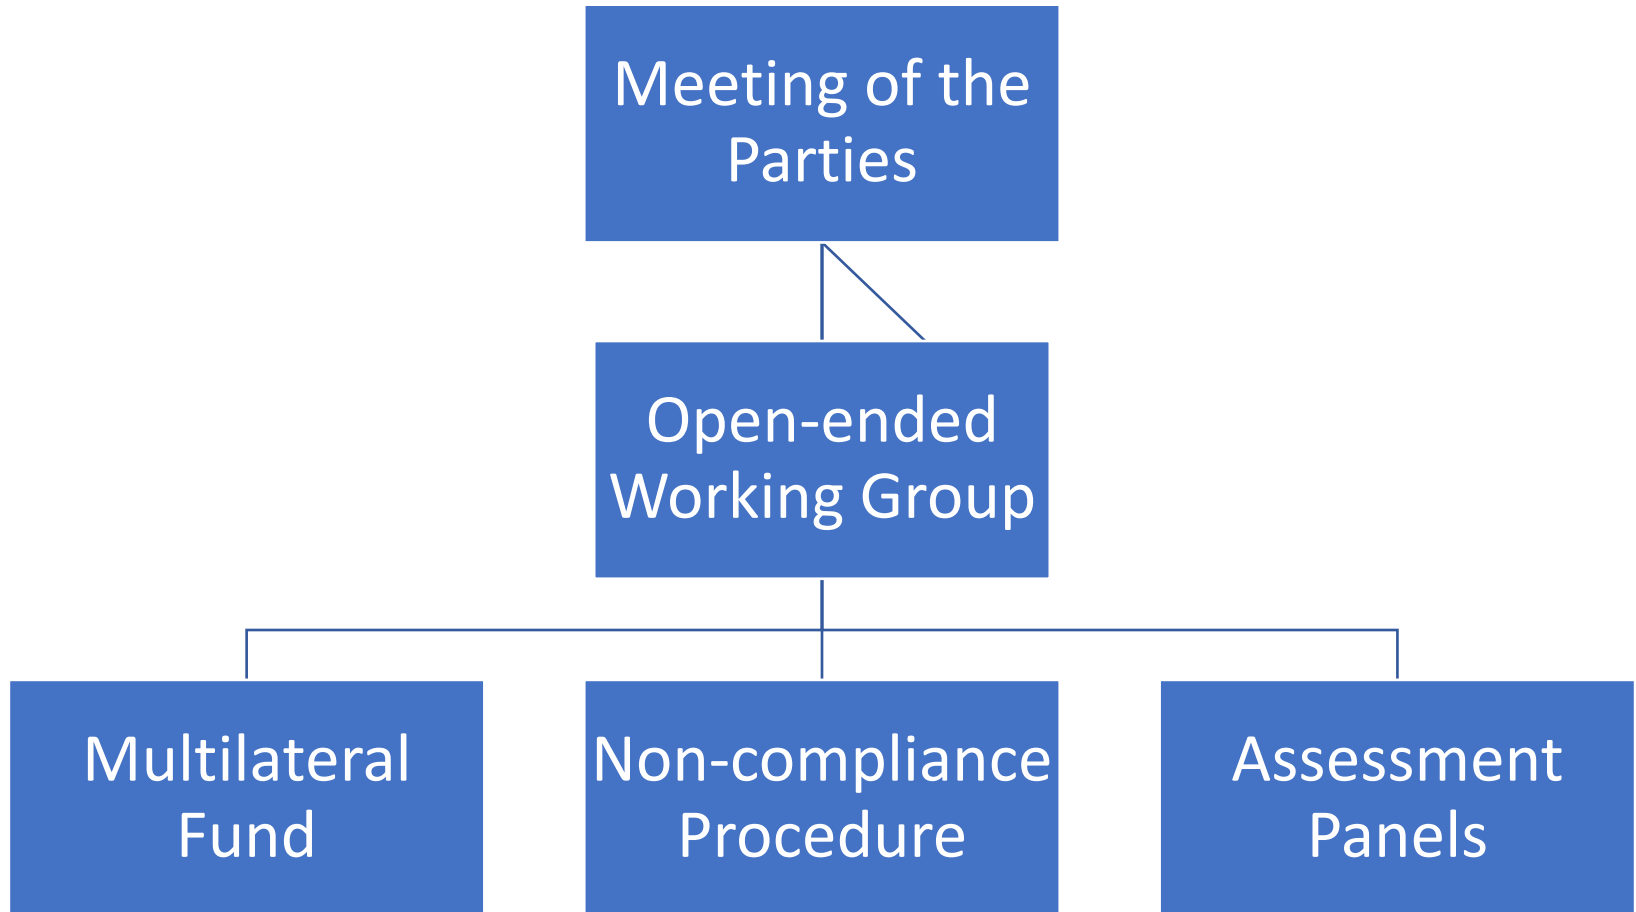 Meeting of the
Parties
Open-ended
Working Group
Multilateral
Fund
Non-compliance
Procedure
Assessment
Panels